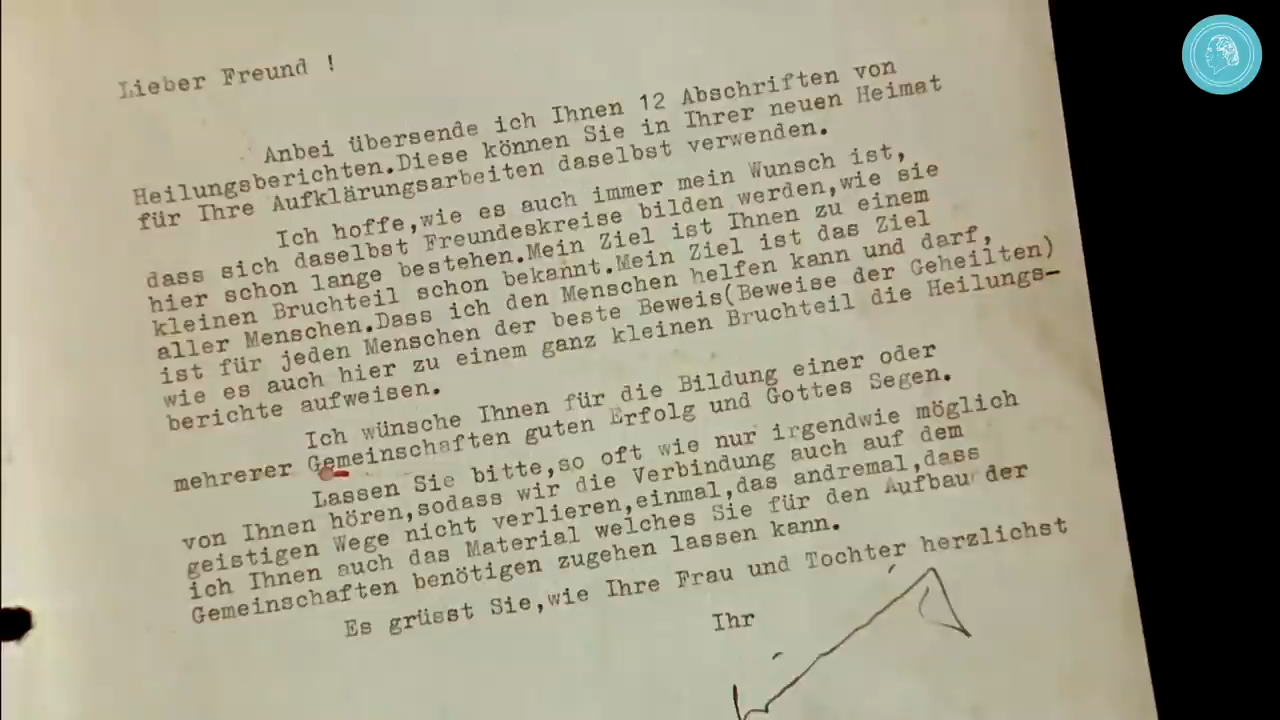 Lieber Freund !
Anbei übersende ich Ihnen 12 Abschriften von
Heilungsberichten.Diese können Sie in Ihrer neuen Heimat
für Ihre Aufklärungsarbeiten daselbst verwenden.
Ich hoffe,wie es auch immer mein Wunsch ist,
dass sich daselbst Freundeskreise bilden werden,wie sie
hier schon lange bestehen.Mein Ziel ist Ihnen zu einem
kleinen Bruchteil schon bekannt.Mein Ziel ist das Ziel
aller Menschen.Dass ich den Menschen helfen kann und darf,
ist für jeden Menschen der beste Beweis(Beweise der Geheilten)
wie es auch hier zu einem ganz kleinen Bruchteil die Heilungs-
berichte aufweisen.
Ich wünsche Ihnen für die Bildung einer oder
mehrerer Gemeinschaften guten Erfolg und Gottes Segen.
Lassen Sie bitte,so oft wie nur irgendwie möglich
von Ihnen hören,sodass wir die Verbindung auch auf dem
geistigen Wege nicht verlieren,einmal,das andremal,dass
ich Ihnen auch das Material welches Sie für den Aufbau der
Gemeinschaften benötigen zugehen lassen kann.
Es grüsst Sie,wie Ihre Frau und Tochter herzlichst
Ihr